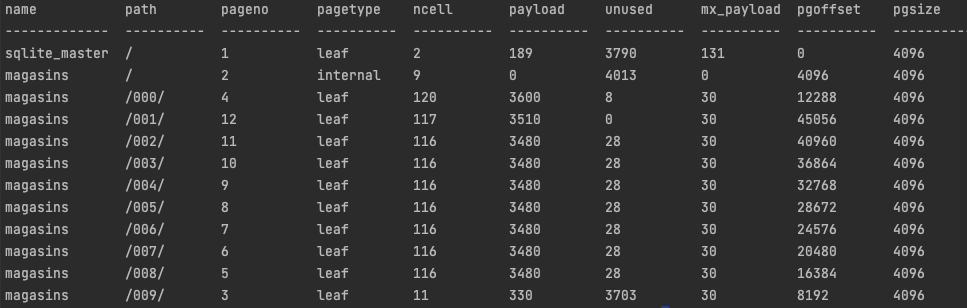 name path pageno pagetype ncell payload unused mx_payload pgoffset pgsize
------------- ---------- ---------- ---------- ---------- ---------- ---------- ---------- ---------- ----------
sqlite_master / 1 leaf 2 189 3790 131 0 4096
magasins / 2 internal 9 0 4013 0 4096 4096
magasins /000/ 4 leaf 120 3600 8 30 12288 4096
magasins /001/ 12 leaf 117 3510 0 30 45056 4096
magasins /002/ 11 leaf 116 3480 28 30 40960 4096
magasins /003/ 10 leaf 116 3480 28 30 36864 4096
magasins /004/ 9 leaf 116 3480 28 30 32768 4096
magasins /005/ 8 leaf 116 3480 28 30 28672 4096
magasins /006/ 7 leaf 116 3480 28 30 24576 4096
magasins /007/ 6 leaf 116 3480 28 30 20480 4096
magasins /008/ 5 leaf 116 3480 28 30 16384 4096
magasins /009/ 3 leaf 11 330 3703 30 8192 4096